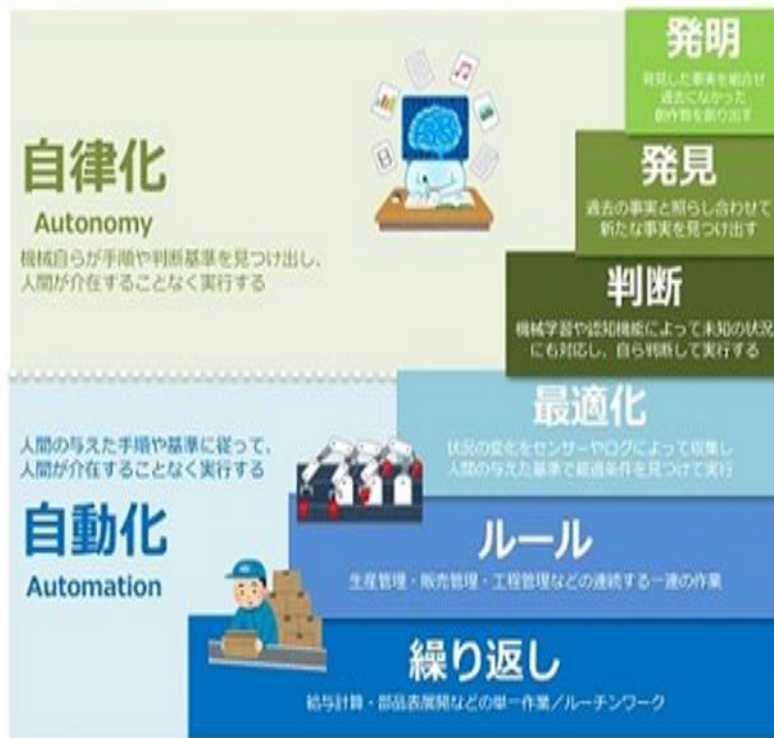 発明
発見した事実を組合せ
過去になかった
創作物を創り出す
自律化
Autonomy
機械自らが手順や判断基準を見つけ出し、
人間が介在することなく実行する
発見
過去の事実と照らし合わせて
新たな事実を見つけ出す
判断
機械学習や認知機能によって未知の状況
にも対応し、自ら判断して実行する
最適化
状況の変化をセンサーやログによって収集し
人間の与えた基準で最適条件を見つけて実行
人間の与えた手順や基準に従って、
人間が介在することなく実行する
自動化
Automation
ルール
生産管理・販売管理・工程管理などの連続する一連の作業
繰り返し
給与計算・部品表展開などの単一作業/ルーチンワーク